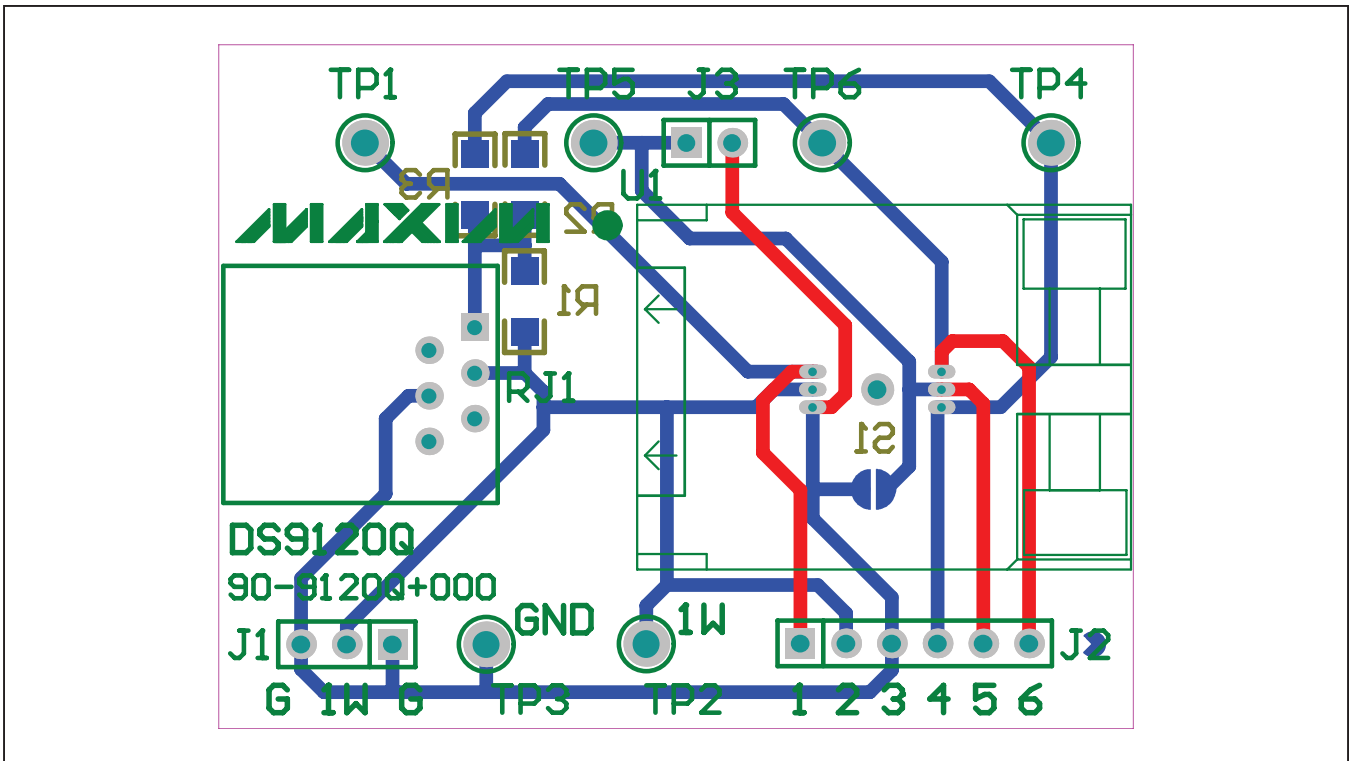 TP1 TP5 J3 TP6 TP4
R3 U1
MAXIM R2
R1
RJ1
S1
DS9120Q
90-9120Q+000
GND 1W
J1 J2
G 1W G TP3 TP2 1 2 3 4 5 6